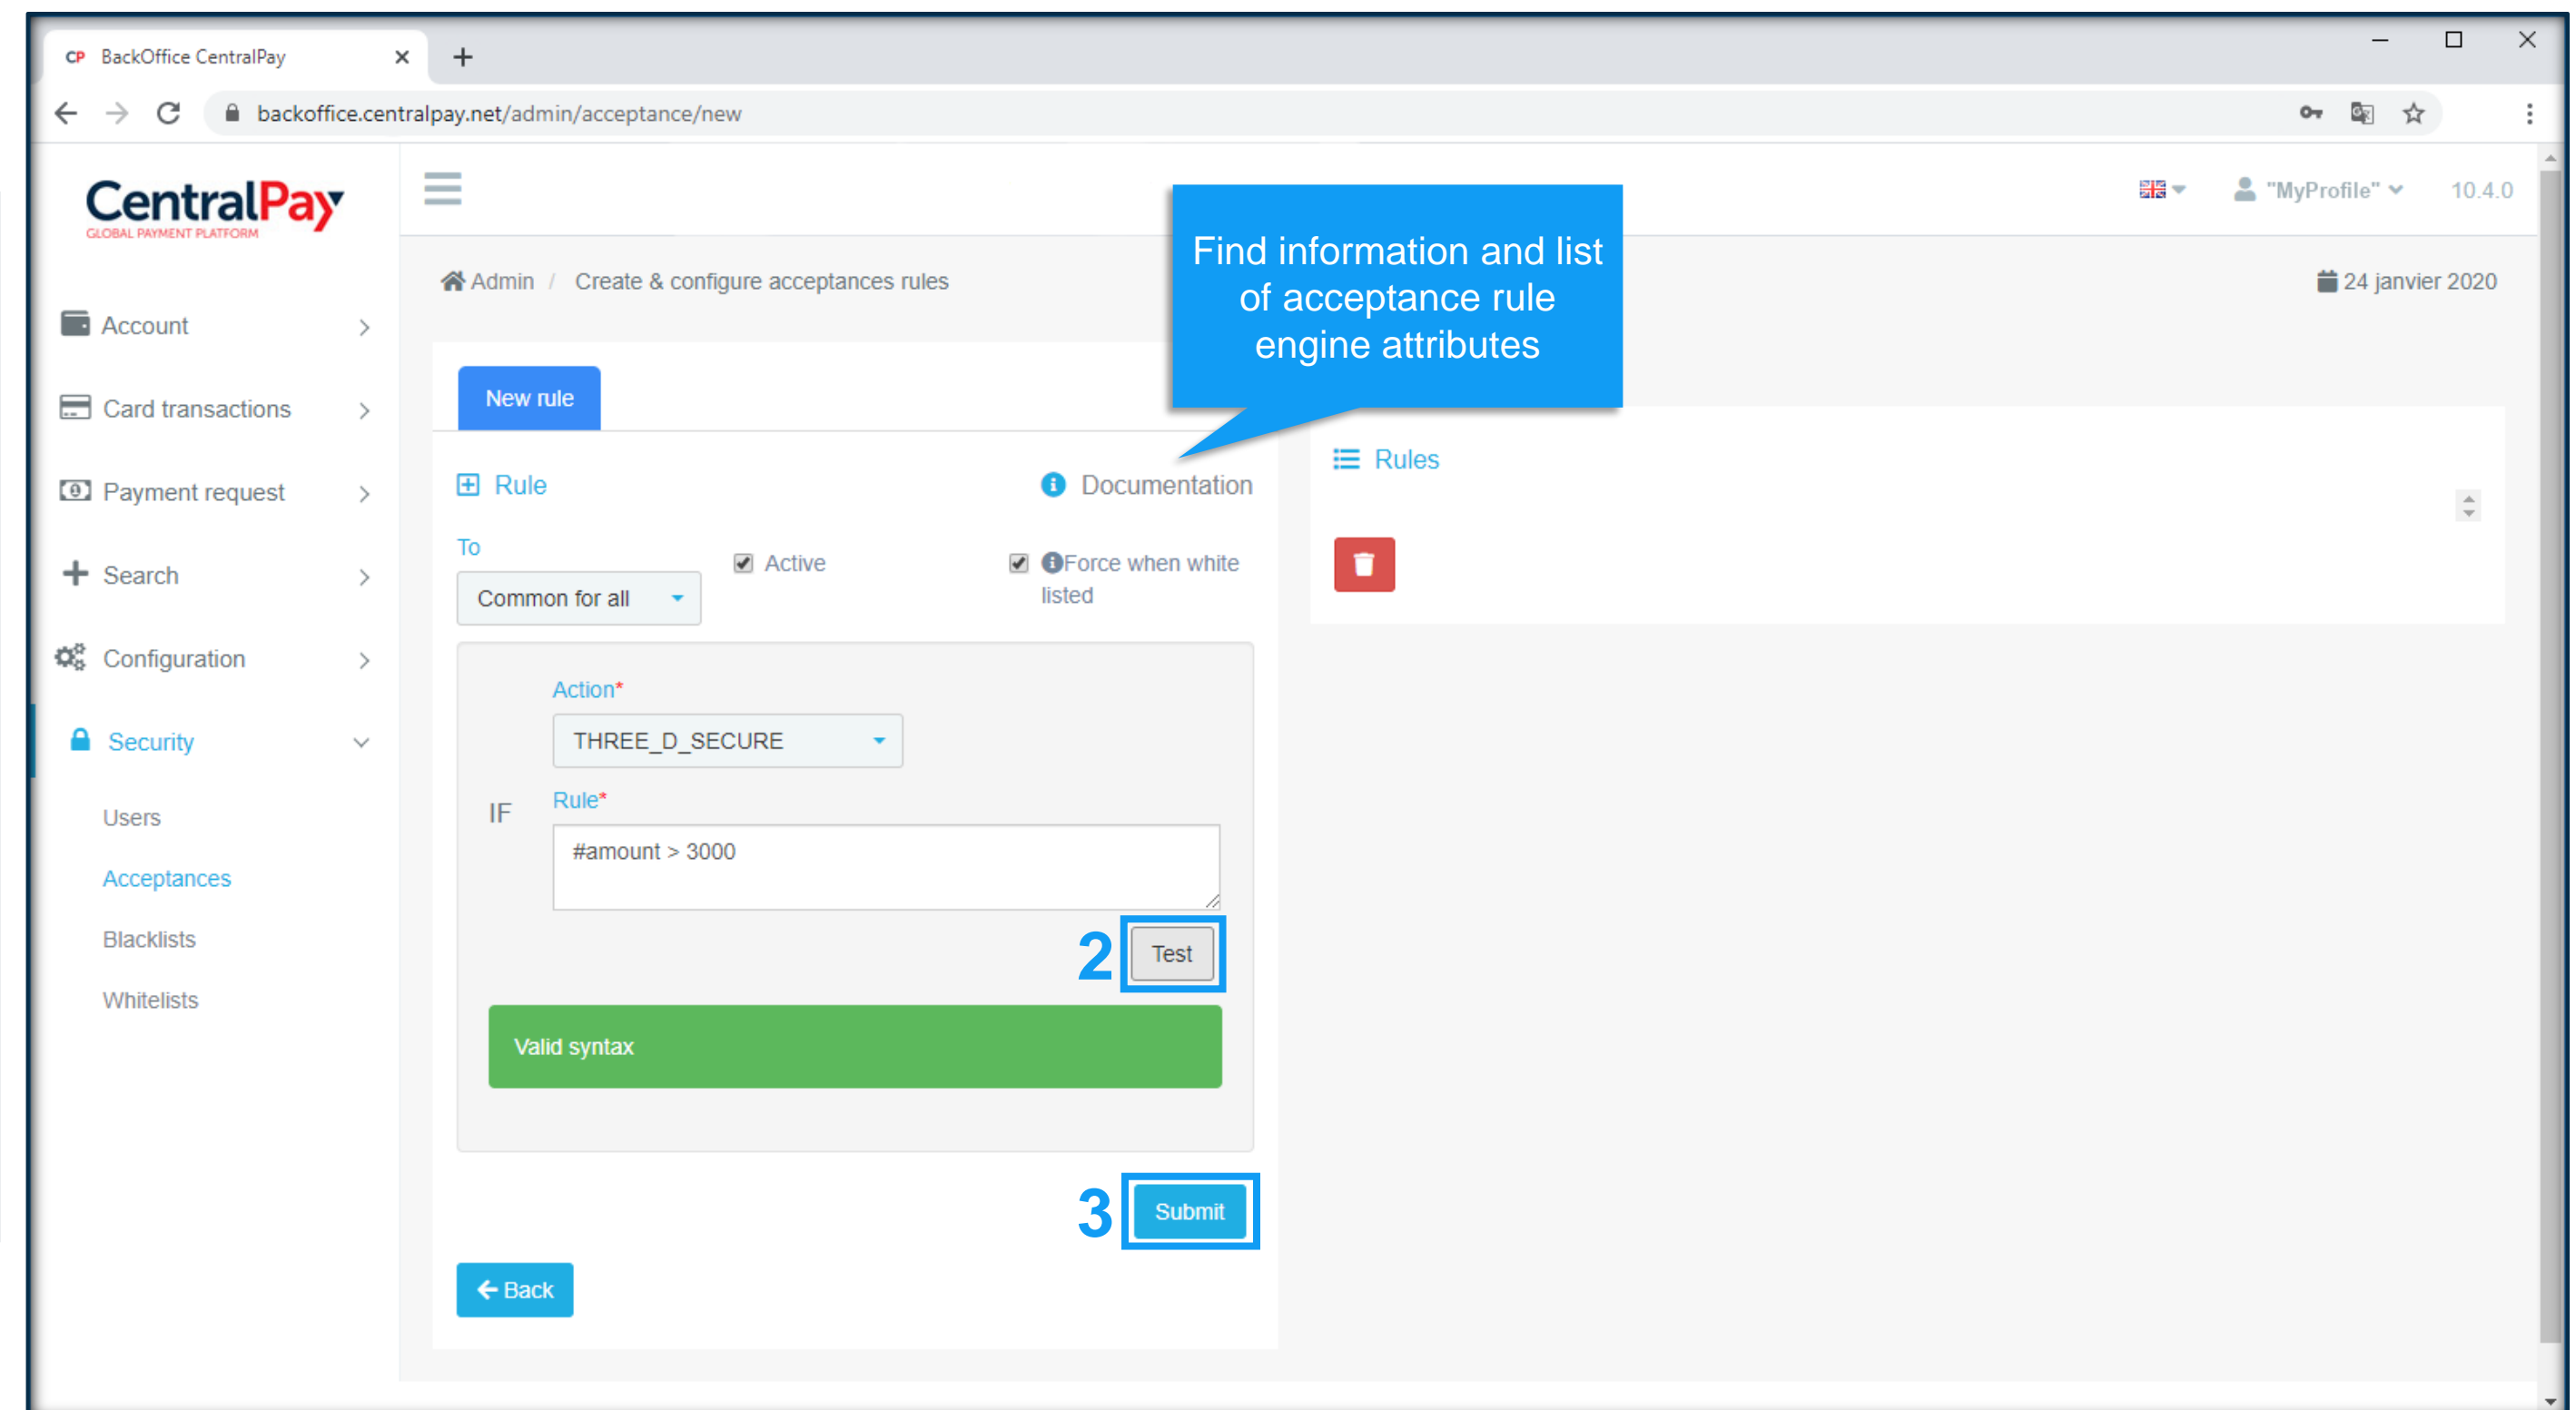 CP BackOffice CentralPay
backoffice.centralpay.net/admin/acceptance/new
CentralPay
GLOBAL PAYMENT PLATFORM
"MyProfile"
10.4.0
Find information and list
of acceptance rule
engine attributes
Admin / Create & configure acceptances rules
24 janvier 2020
Account
Card transactions
Payment request
Search
Configuration
Security
Users
Acceptances
Blacklists
Whitelists
New rule
Rule
Documentation
To
Common for all
Active
Force when white
listed
Action*
THREE_D_SECURE
IF
Rule*
#amount > 3000
2
Test
Valid syntax
3
Submit
Back
Rules